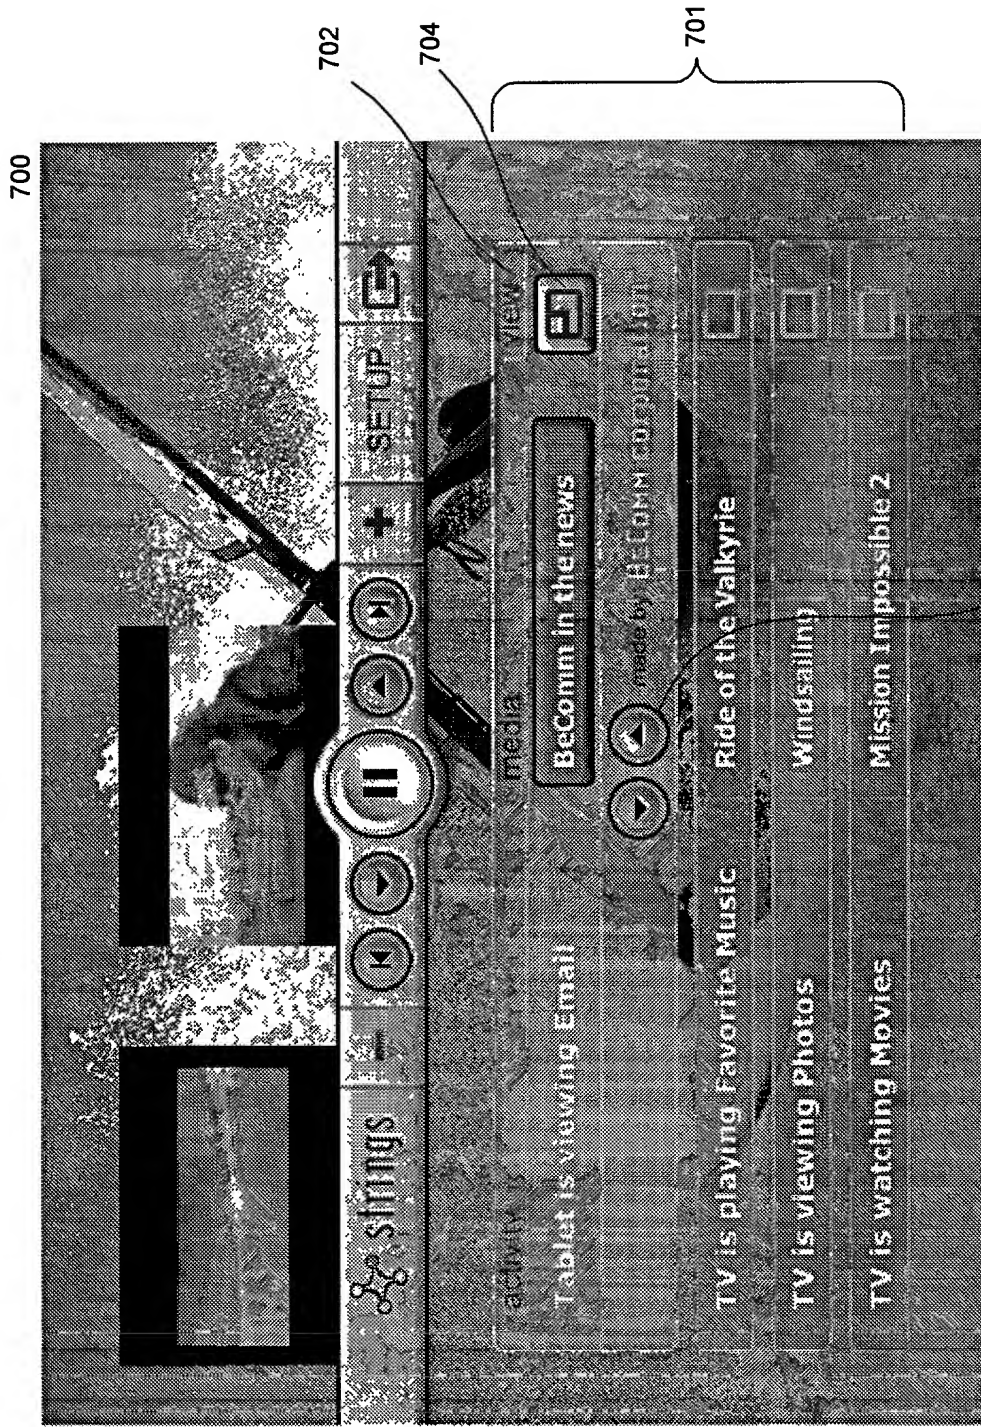 700
702
704
701
strings
SETUP
activity media view
Tablet is viewing Email BeComm in the news
made by BECOMM corporation
TV is playing Favorite Music Ride of the Valkyrie
TV is viewing Photos Windsailing
TV is watching Movies Mission Impossible 2